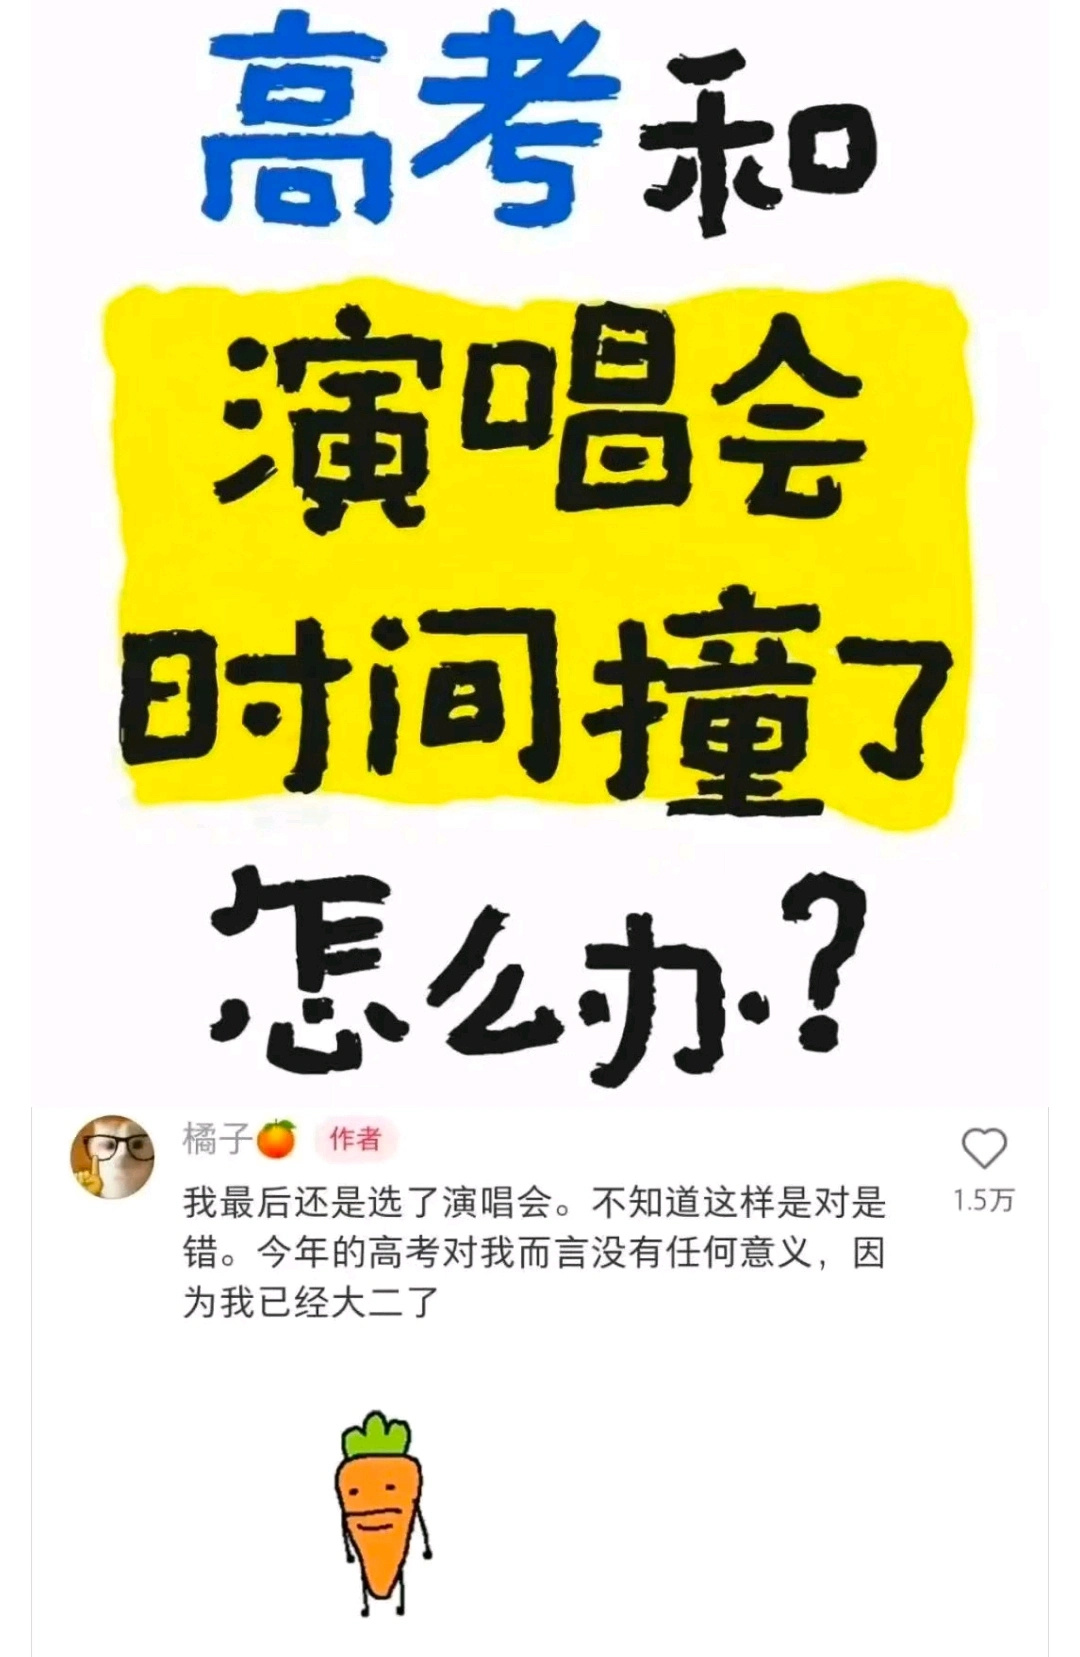 高考和
演唱会
时间撞了
怎么办?
橘子🍊 作者
我最后还是选了演唱会。不知道这样是对是
错。今年的高考对我而言没有任何意义，因
为我已经大二了
1.5万